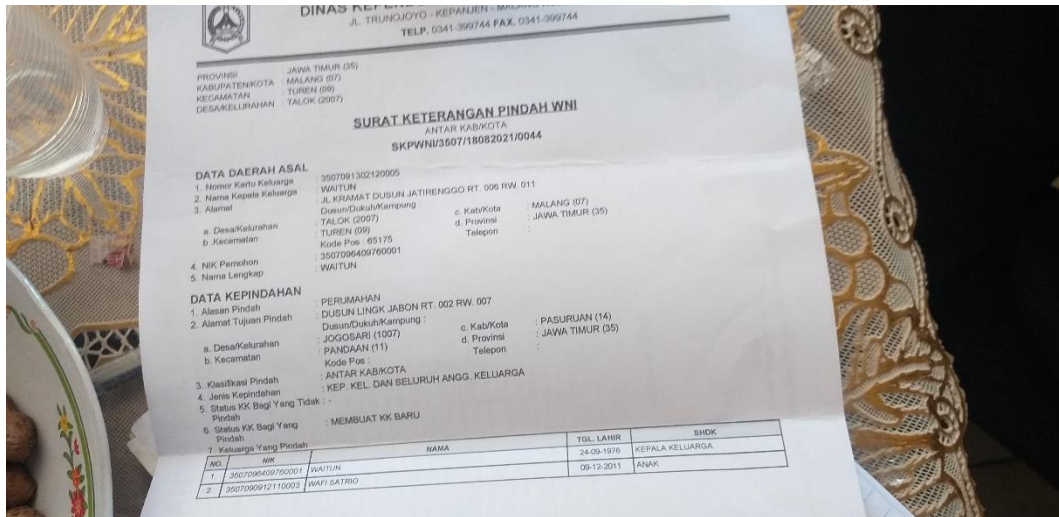 DINAS
JL. TRUNOJOYO - KEPANJEN -
TELP. 0341-399744 FAX. 0341-399744
PROVINSI : JAWA TIMUR (35)
KABUPATEN/KOTA : MALANG (07)
KECAMATAN : TUREN (09)
DESA/KELURAHAN : TALOK (2007)
SURAT KETERANGAN PINDAH WNI
ANTAR KAB/KOTA
SKPWNI/3507/18082021/0044
DATA DAERAH ASAL
1. Nomor Kartu Keluarga : 3507091302120005
2. Nama Kepala Keluarga : WAITUN
3. Alamat : JL KRAMAT DUSUN JATIRENGGO RT. 006 RW. 011
Dusun/Dukuh/Kampung :
a. Desa/Kelurahan : TALOK (2007) c. Kab/Kota : MALANG (07)
b .Kecamatan : TUREN (09) d. Provinsi : JAWA TIMUR (35)
Kode Pos : 65175 Telepon :
4. NIK Pemohon : 3507096409760001
5. Nama Lengkap : WAITUN
DATA KEPINDAHAN
1. Alasan Pindah : PERUMAHAN
2. Alamat Tujuan Pindah : DUSUN LINGK JABON RT. 002 RW. 007
Dusun/Dukuh/Kampung :
a. Desa/Kelurahan : JOGOSARI (1007) c. Kab/Kota : PASURUAN (14)
b. Kecamatan : PANDAAN (11) d. Provinsi : JAWA TIMUR (35)
Kode Pos : Telepon :
3. Klasifikasi Pindah : ANTAR KAB/KOTA
4. Jenis Kepindahan : KEP. KEL. DAN SELURUH ANGG. KELUARGA
5. Status KK Bagi Yang Tidak : -
Pindah
6. Status KK Bagi Yang : MEMBUAT KK BARU
Pindah
7. Keluarga Yang Pindah
NO. NIK NAMA TGL. LAHIR SHDK
1 3507096409760001 WAITUN 24-09-1976 KEPALA KELUARGA
2 3507090912110003 WAFI SATRIO 09-12-2011 ANAK